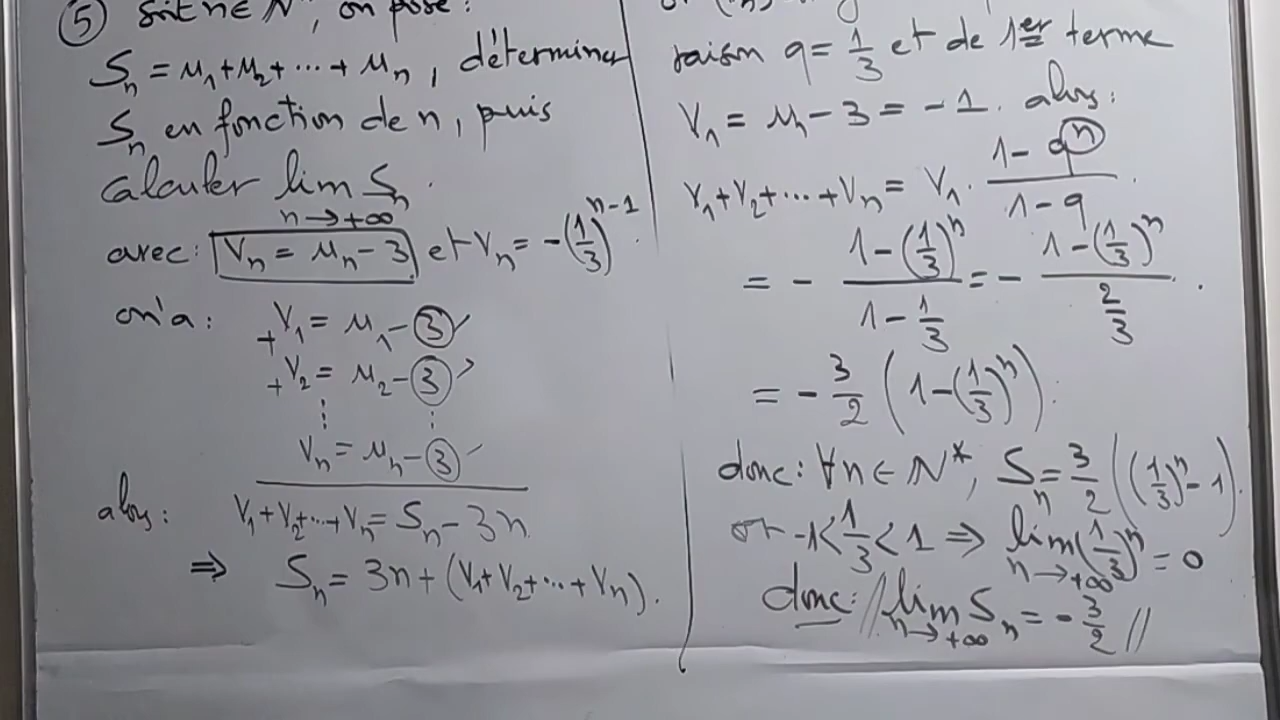 ⑤ soit n ∈ N*, on pose :
Sₙ = u₁ + u₂ + ... + uₙ, déterminer
Sₙ en fonction de n, puis
calculer lim Sₙ.
n → +∞
avec : Vₙ = uₙ - 3 et Vₙ = -(1/3)ⁿ⁻¹.
on a :
+ V₁ = u₁ - 3
+ V₂ = u₂ - 3
⋮ ⋮
Vₙ = uₙ - 3
alors : V₁ + V₂ + ... + Vₙ = Sₙ - 3n
⇒ Sₙ = 3n + (V₁ + V₂ + ... + Vₙ).
raison q = 1/3 et de 1er terme
V₁ = u₁ - 3 = -1. alors :
V₁ + V₂ + ... + Vₙ = V₁ . (1 - qⁿ)/(1 - q).
= - (1 - (1/3)ⁿ)/(1 - 1/3) = - (1 - (1/3)ⁿ)/(2/3).
= - 3/2 (1 - (1/3)ⁿ).
donc : ∀n ∈ N*, Sₙ = 3/2 ((1/3)ⁿ - 1).
or -1 < 1/3 < 1 ⇒ lim (1/3)ⁿ = 0
n → +∞
donc : // lim Sₙ = - 3/2 //
n → +∞